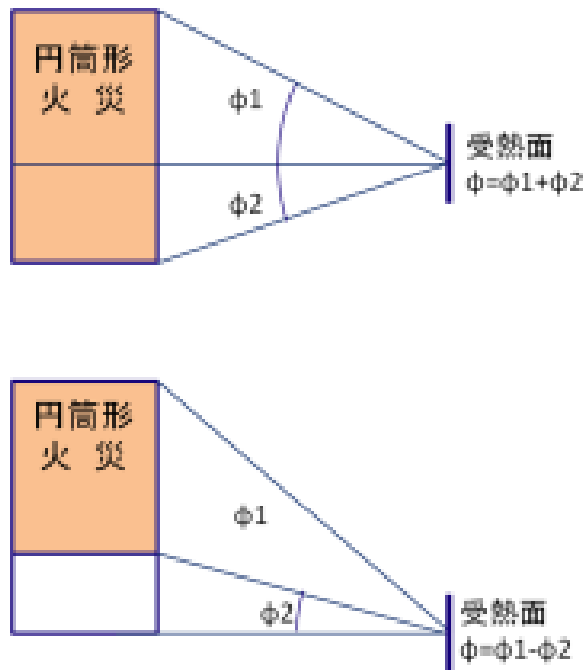 円筒形
火 災
φ1
φ2
受熱面
φ=φ1+φ2
円筒形
火 災
φ1
φ2
受熱面
φ=φ1-φ2